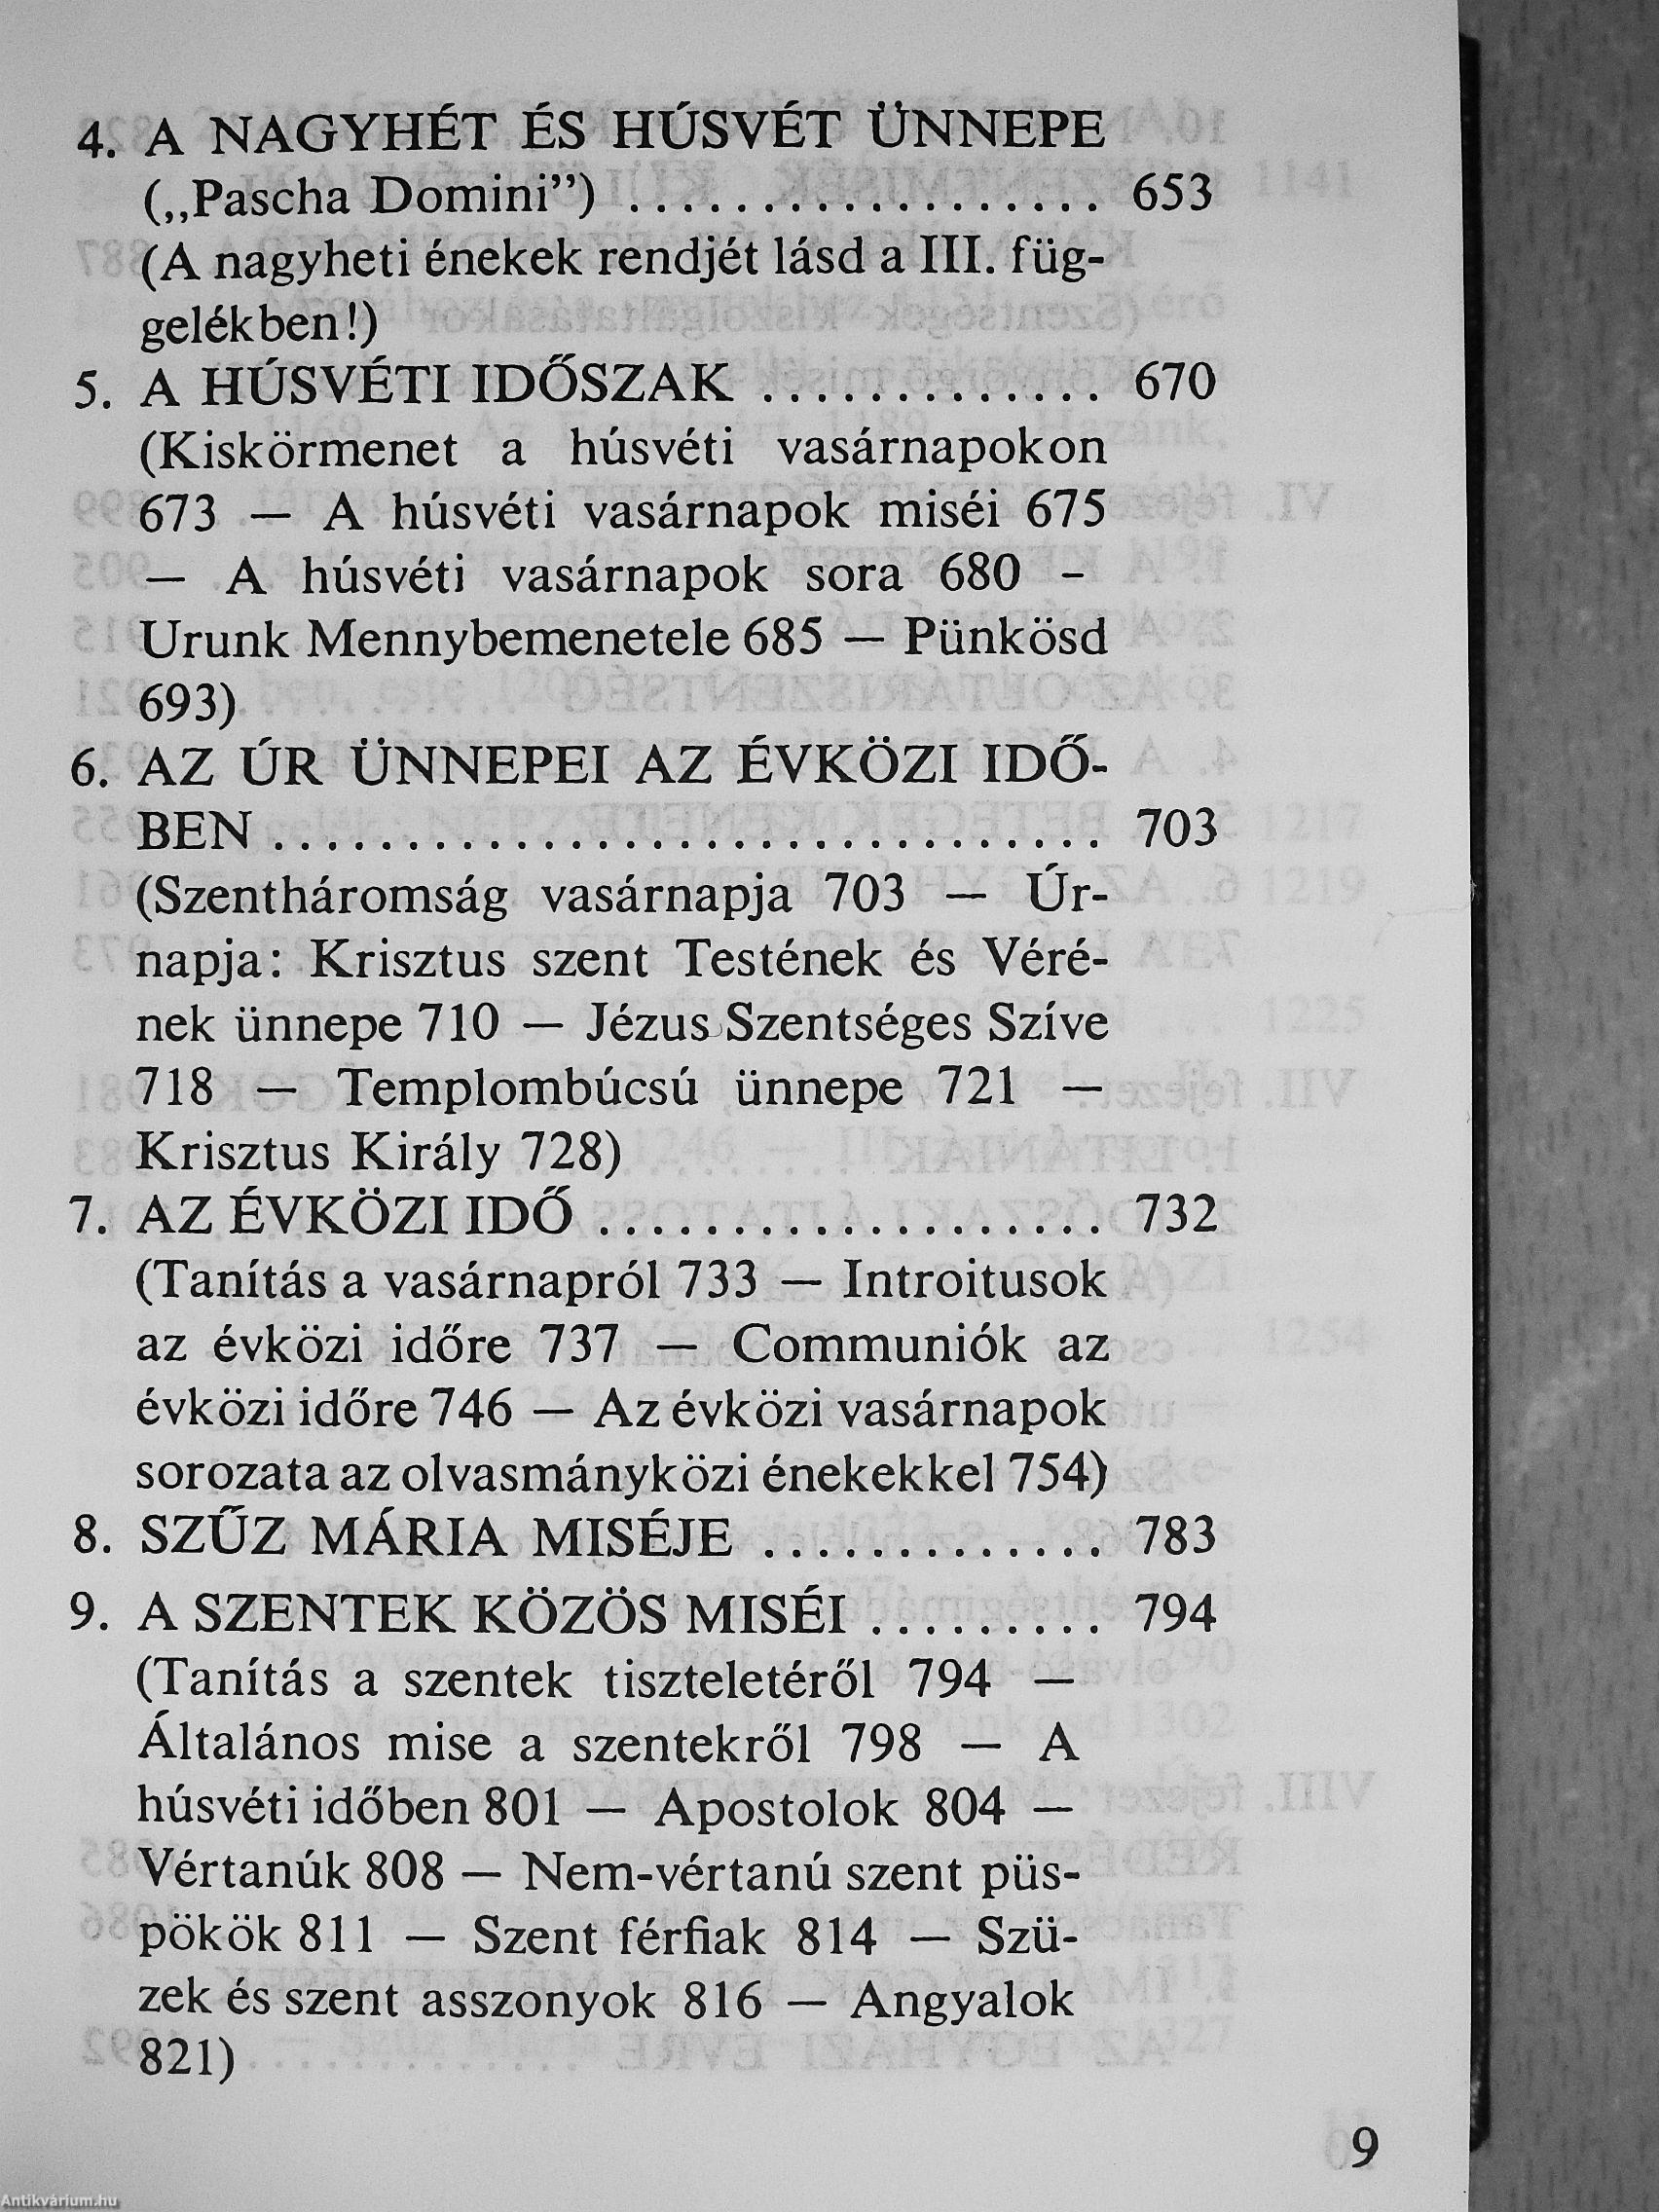 4. A NAGYHÉT ÉS HÚSVÉT ÜNNEPE
(„Pascha Domini”) .................. 653
(A nagyheti énekek rendjét lásd a III. füg-
gelékben!)
5. A HÚSVÉTI IDŐSZAK ............. 670
(Kiskörmenet a húsvéti vasárnapokon
673 — A húsvéti vasárnapok miséi 675
— A húsvéti vasárnapok sora 680 –
Urunk Mennybemenetele 685 — Pünkösd
693)
6. AZ ÚR ÜNNEPEI AZ ÉVKÖZI IDŐ-
BEN ................................ 703
(Szentháromság vasárnapja 703 — Úr-
napja: Krisztus szent Testének és Véré-
nek ünnepe 710 — Jézus Szentséges Szíve
718 — Templombúcsú ünnepe 721 —
Krisztus Király 728)
7. AZ ÉVKÖZI IDŐ ................... 732
(Tanítás a vasárnapról 733 — Introitusok
az évközi időre 737 — Communiók az
évközi időre 746 — Az évközi vasárnapok
sorozata az olvasmányközi énekekkel 754)
8. SZŰZ MÁRIA MISÉJE ............. 783
9. A SZENTEK KÖZÖS MISÉI ......... 794
(Tanítás a szentek tiszteletéről 794 —
Általános mise a szentekről 798 — A
húsvéti időben 801 — Apostolok 804 —
Vértanúk 808 — Nem-vértanú szent püs-
pökök 811 — Szent férfiak 814 — Szü-
zek és szent asszonyok 816 — Angyalok
821)
9
Antikvárium.hu